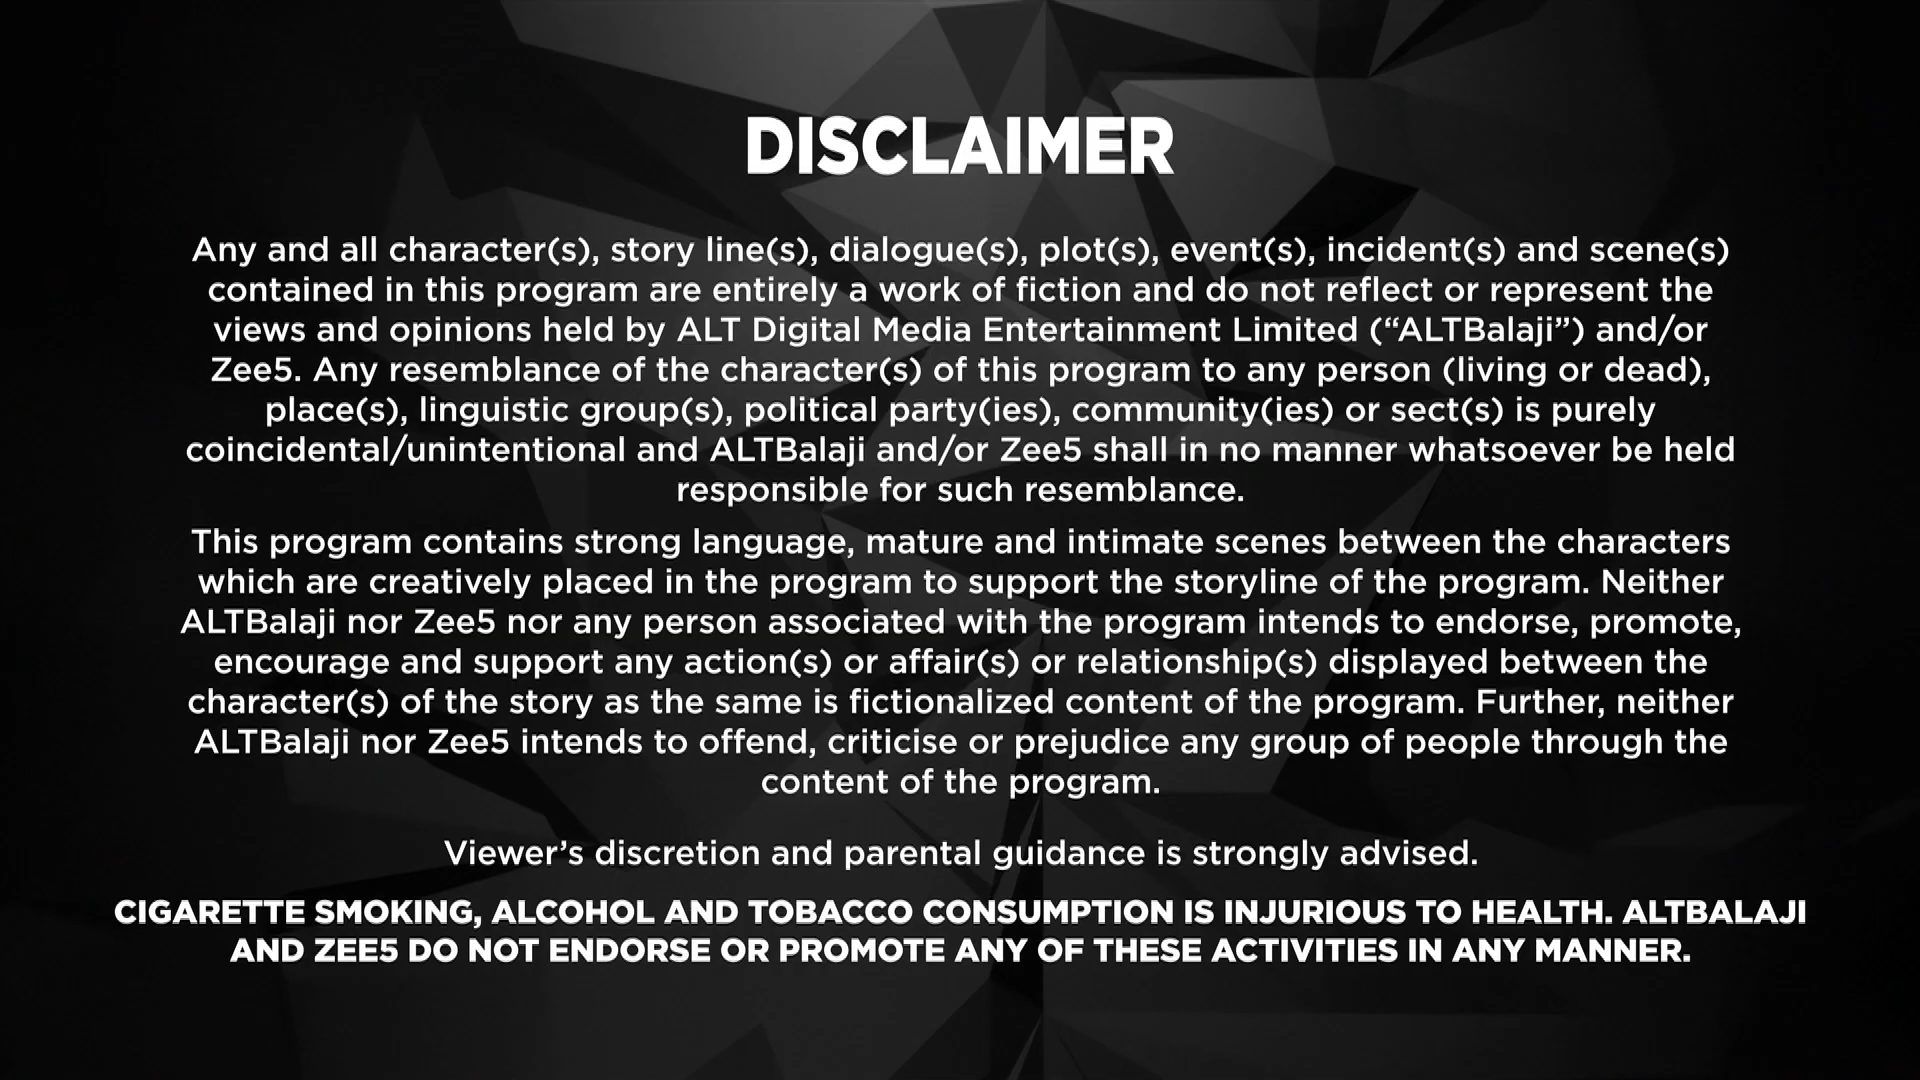 DISCLAIMER
Any and all character(s), story line(s), dialogue(s), plot(s), event(s), incident(s) and scene(s)
contained in this program are entirely a work of fiction and do not reflect or represent the
views and opinions held by ALT Digital Media Entertainment Limited (“ALTBalaji”) and/or
Zee5. Any resemblance of the character(s) of this program to any person (living or dead),
place(s), linguistic group(s), political party(ies), community(ies) or sect(s) is purely
coincidental/unintentional and ALTBalaji and/or Zee5 shall in no manner whatsoever be held
responsible for such resemblance.
This program contains strong language, mature and intimate scenes between the characters
which are creatively placed in the program to support the storyline of the program. Neither
ALTBalaji nor Zee5 nor any person associated with the program intends to endorse, promote,
encourage and support any action(s) or affair(s) or relationship(s) displayed between the
character(s) of the story as the same is fictionalized content of the program. Further, neither
ALTBalaji nor Zee5 intends to offend, criticise or prejudice any group of people through the
content of the program.
Viewer’s discretion and parental guidance is strongly advised.
CIGARETTE SMOKING, ALCOHOL AND TOBACCO CONSUMPTION IS INJURIOUS TO HEALTH. ALTBALAJI
AND ZEE5 DO NOT ENDORSE OR PROMOTE ANY OF THESE ACTIVITIES IN ANY MANNER.